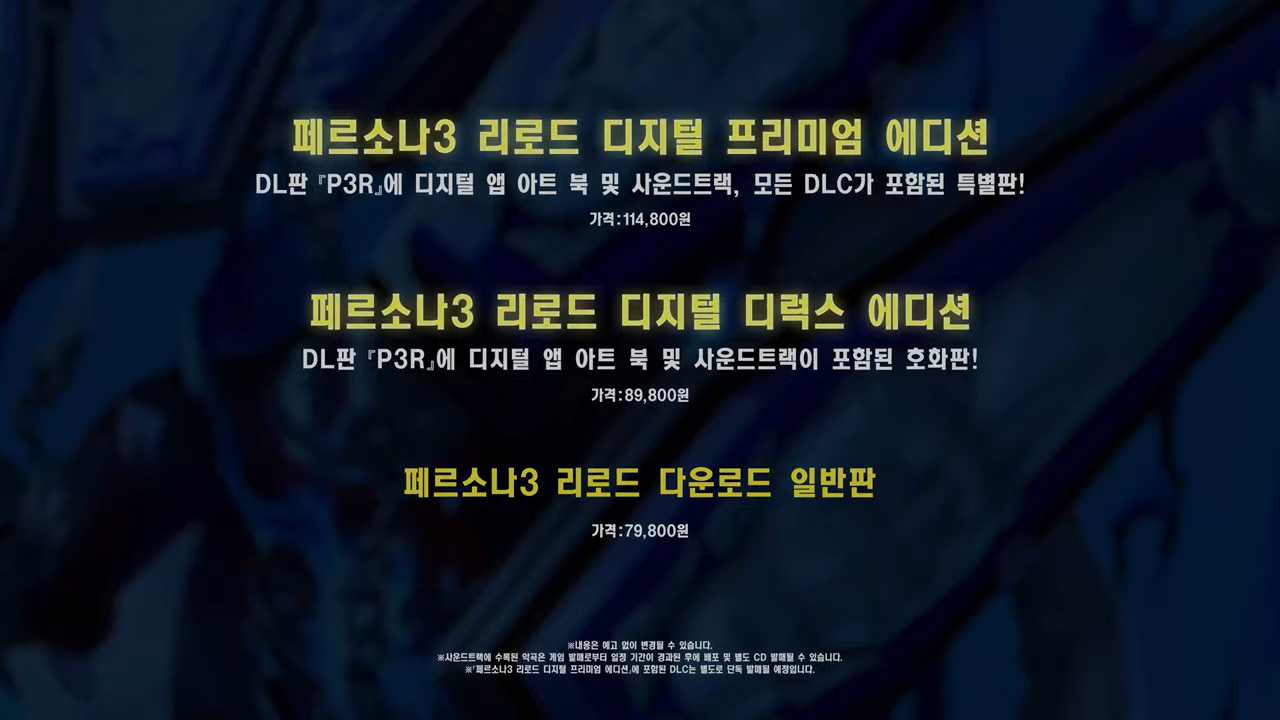 페르소나3 리로드 디지털 프리미엄 에디션
DL판 『P3R』에 디지털 앱 아트 북 및 사운드트랙, 모든 DLC가 포함된 특별판!
가격:114,800원
페르소나3 리로드 디지털 디럭스 에디션
DL판 『P3R』에 디지털 앱 아트 북 및 사운드트랙이 포함된 호화판!
가격:89,800원
페르소나3 리로드 다운로드 일반판
가격:79,800원
※내용은 예고 없이 변경될 수 있습니다.
※사운드트랙에 수록된 악곡은 게임 발매로부터 일정 기간이 경과된 후에 배포 및 별도 CD 발매될 수 있습니다.
※「페르소나3 리로드 디지털 프리미엄 에디션」에 포함된 DLC는 별도로 단독 발매될 예정입니다.